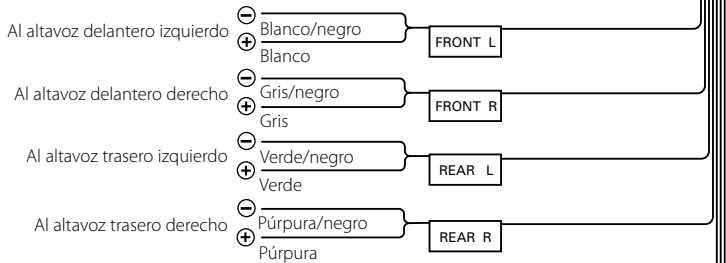 Al altavoz delantero izquierdo
⊖
Blanco/negro
⊕
Blanco
FRONT L
Al altavoz delantero derecho
⊖
Gris/negro
⊕
Gris
FRONT R
Al altavoz trasero izquierdo
⊖
Verde/negro
⊕
Verde
REAR L
Al altavoz trasero derecho
⊖
Púrpura/negro
⊕
Púrpura
REAR R